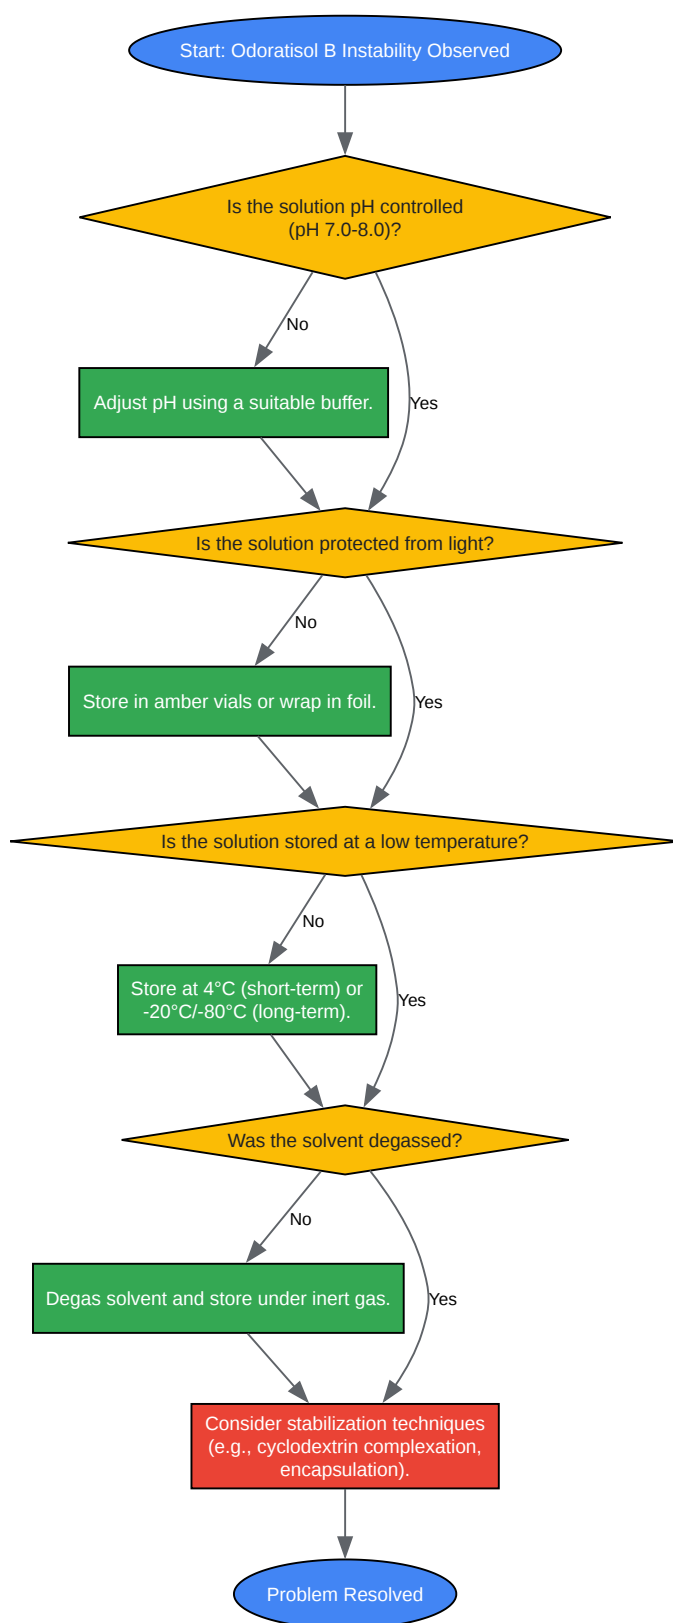 Start: Odoratisol B Instability Observed
Is the solution pH controlled
(pH 7.0-8.0)?
No
Adjust pH using a suitable buffer.
Yes
Is the solution protected from light?
No
Store in amber vials or wrap in foil.
Yes
Is the solution stored at a low temperature?
No
Store at 4°C (short-term) or
-20°C/-80°C (long-term).
Yes
Was the solvent degassed?
No
Degas solvent and store under inert gas.
Yes
Consider stabilization techniques
(e.g., cyclodextrin complexation,
encapsulation).
Problem Resolved